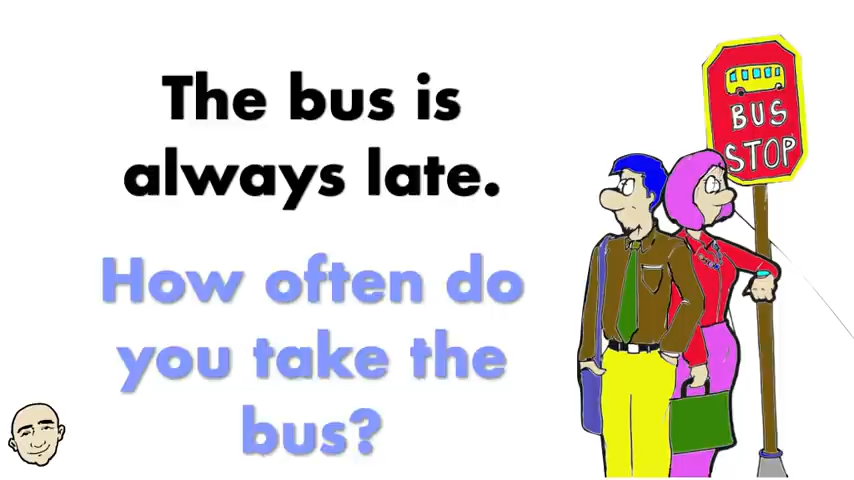 The bus is
always late.
How often do
you take the
bus?
BUS
STOP